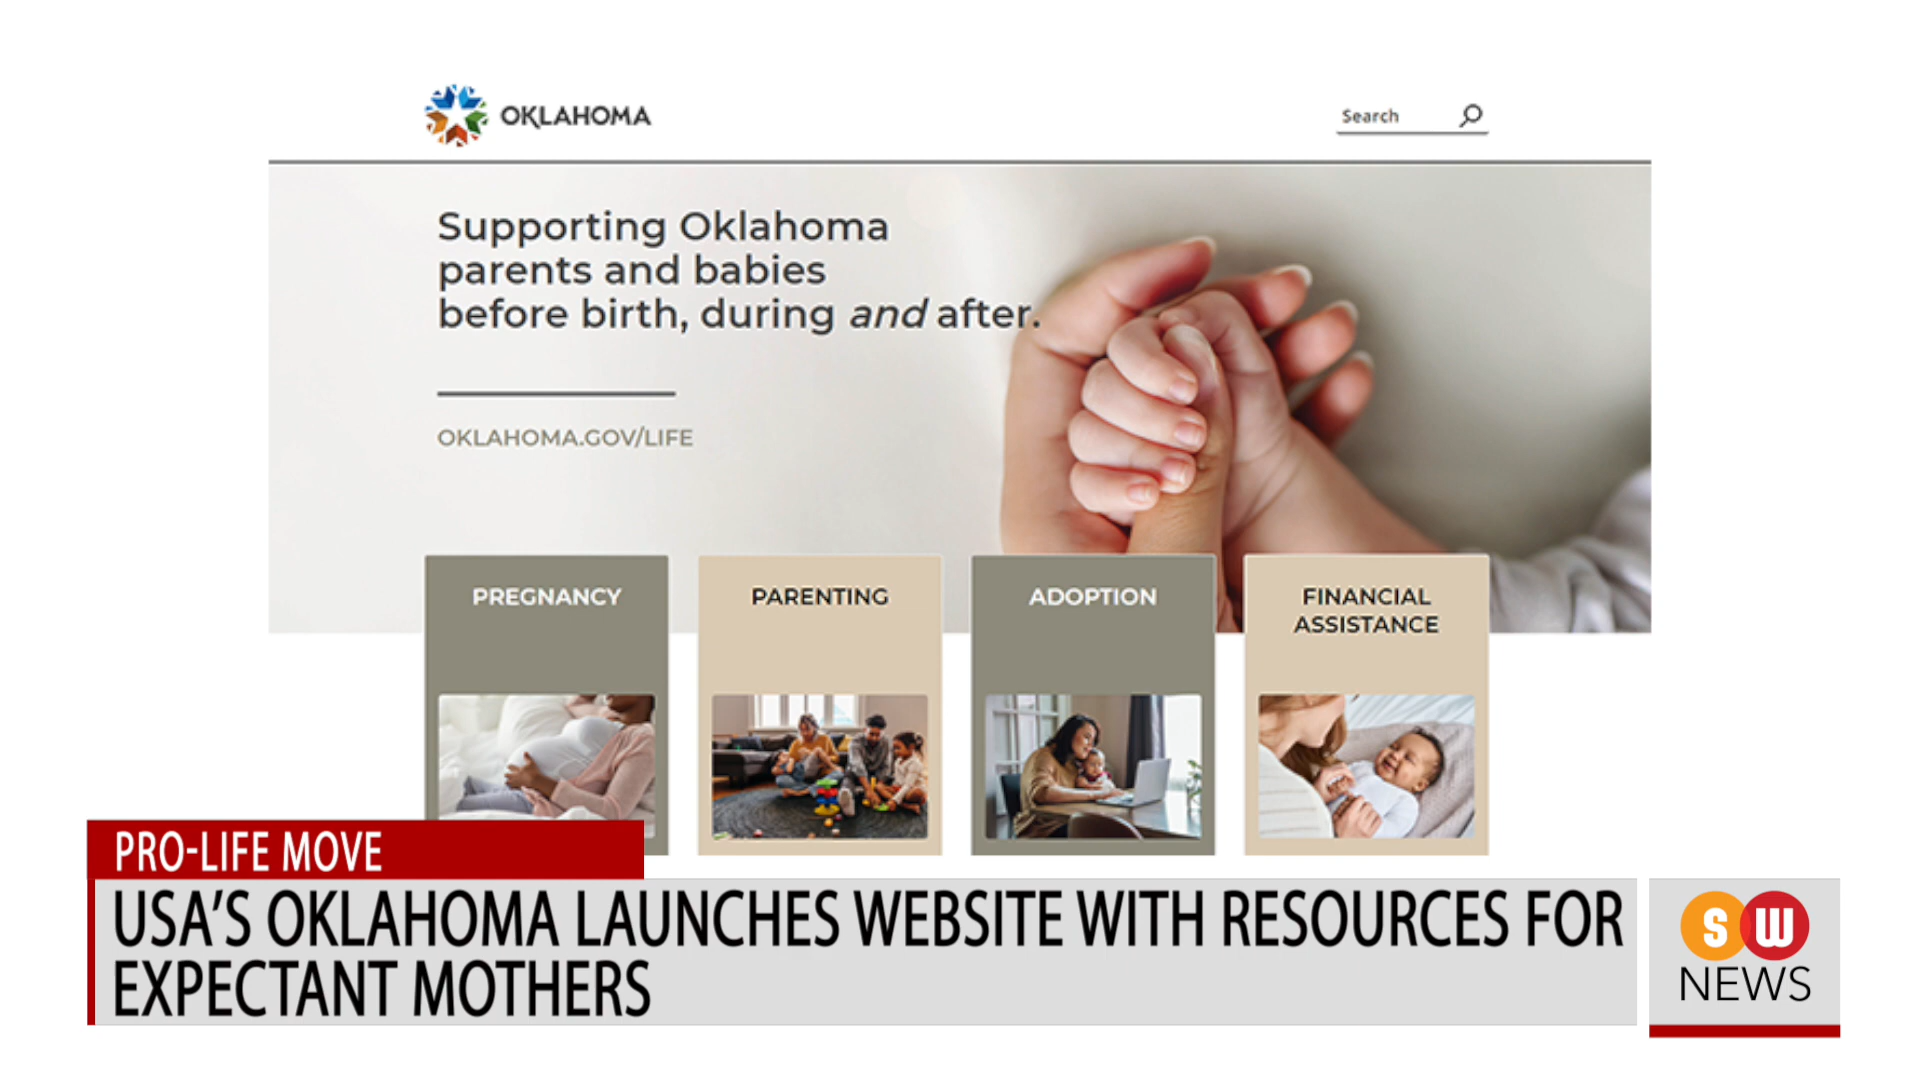 OKLAHOMA
Search
Supporting Oklahoma
parents and babies
before birth, during and after.
OKLAHOMA.GOV/LIFE
PREGNANCY
PARENTING
ADOPTION
FINANCIAL
ASSISTANCE
PRO-LIFE MOVE
USA'S OKLAHOMA LAUNCHES WEBSITE WITH RESOURCES FOR
EXPECTANT MOTHERS
SW
NEWS